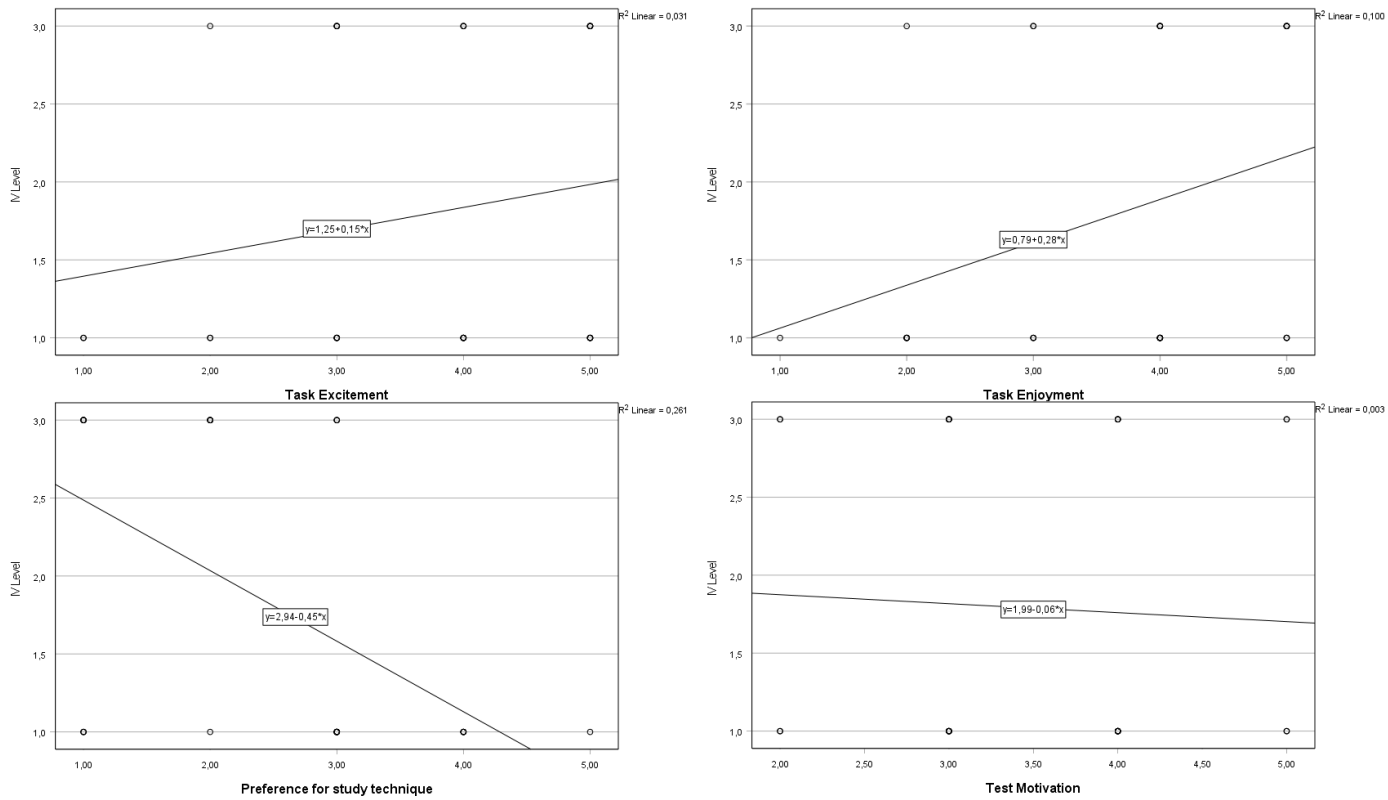 R2 Linear = 0,031
3,0
2,5
2,0
1,5
1,0
IV Level
y=1,25+0,15*x
1,00 2,00 3,00 4,00 5,00
Task Excitement
R2 Linear = 0,100
3,0
2,5
2,0
1,5
1,0
IV Level
y=0,79+0,28*x
1,00 2,00 3,00 4,00 5,00
Task Enjoyment
R2 Linear = 0,261
3,0
2,5
2,0
1,5
1,0
IV Level
y=2,94-0,45*x
1,00 2,00 3,00 4,00 5,00
Preference for study technique
R2 Linear = 0,003
3,0
2,5
2,0
1,5
1,0
IV Level
y=1,99-0,06*x
2,00 2,50 3,00 3,50 4,00 4,50 5,00
Test Motivation